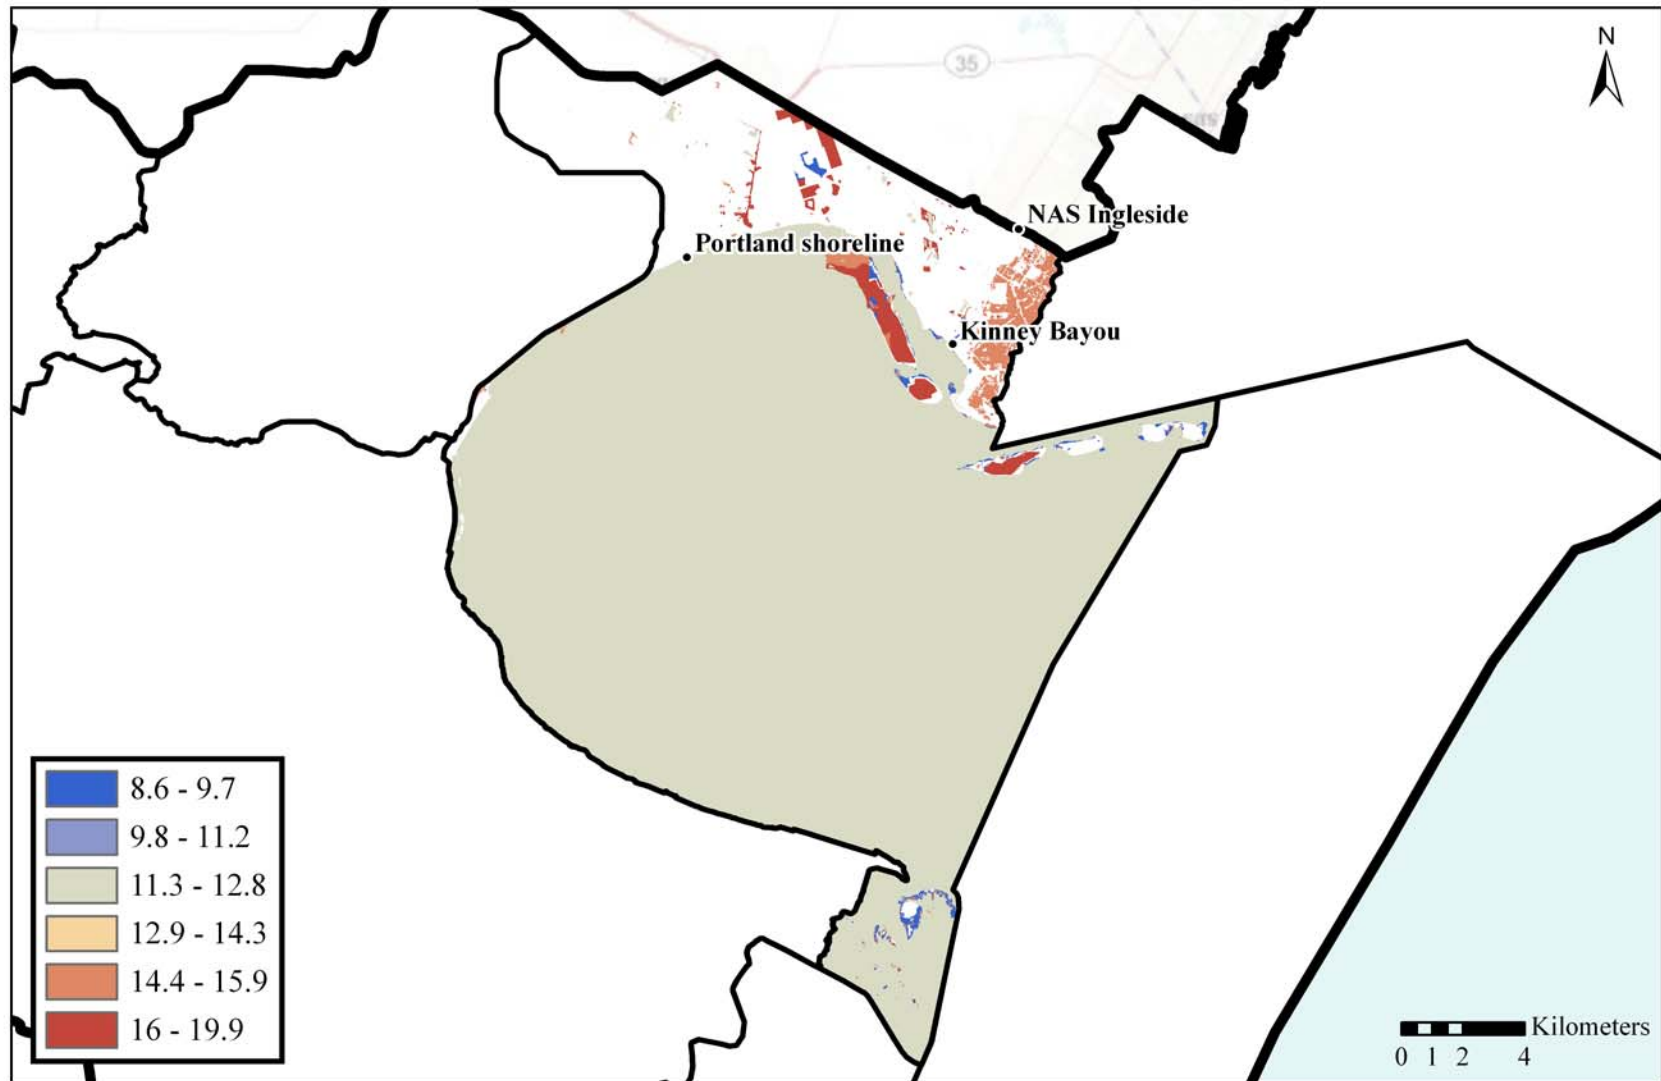 N
35
NAS Ingleside
Portland shoreline
Kinney Bayou
8.6 - 9.7
9.8 - 11.2
11.3 - 12.8
12.9 - 14.3
14.4 - 15.9
16 - 19.9
Kilometers
0 1 2 4